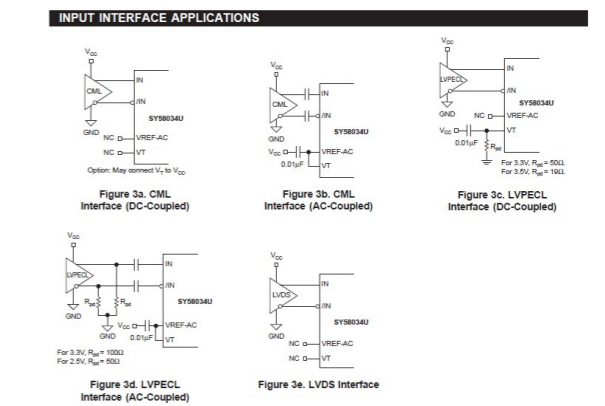 INPUT INTERFACE APPLICATIONS
VCC
CML
IN
/IN
SY58034U
GND
NC
VREF-AC
NC
VT
Option: May connect VT to VCC
Figure 3a. CML
Interface (DC-Coupled)
VCC
CML
IN
/IN
SY58034U
GND
VCC
VREF-AC
0.01µF
VT
Figure 3b. CML
Interface (AC-Coupled)
VCC
LVPECL
IN
/IN
SY58034U
GND
NC
VREF-AC
VCC
VT
0.01µF
Rpd
For 3.3V, Rpd = 50Ω.
For 3.5V, Rpd = 19Ω.
Figure 3c. LVPECL
Interface (DC-Coupled)
VCC
LVPECL
IN
/IN
Rpd
Rpd
SY58034U
GND
GND
VCC
VREF-AC
0.01µF
VT
For 3.3V, Rpd = 100Ω
For 2.5V, Rpd = 50Ω
Figure 3d. LVPECL
Interface (AC-Coupled)
VCC
LVDS
IN
/IN
SY58034U
GND
NC
VREF-AC
NC
VT
Figure 3e. LVDS Interface